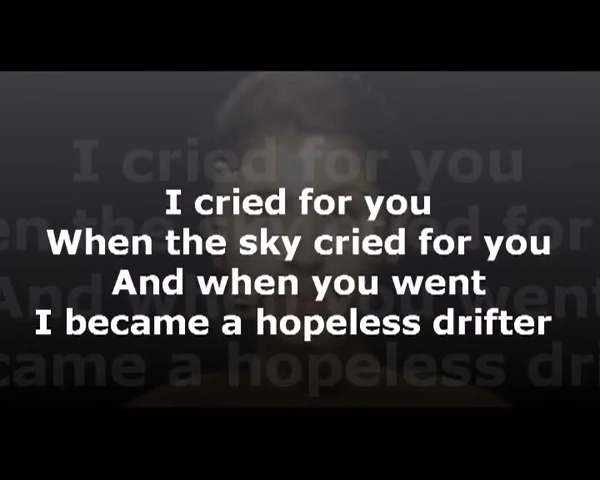 I cried for you
When the sky cried for you
And when you went
I became a hopeless drifter